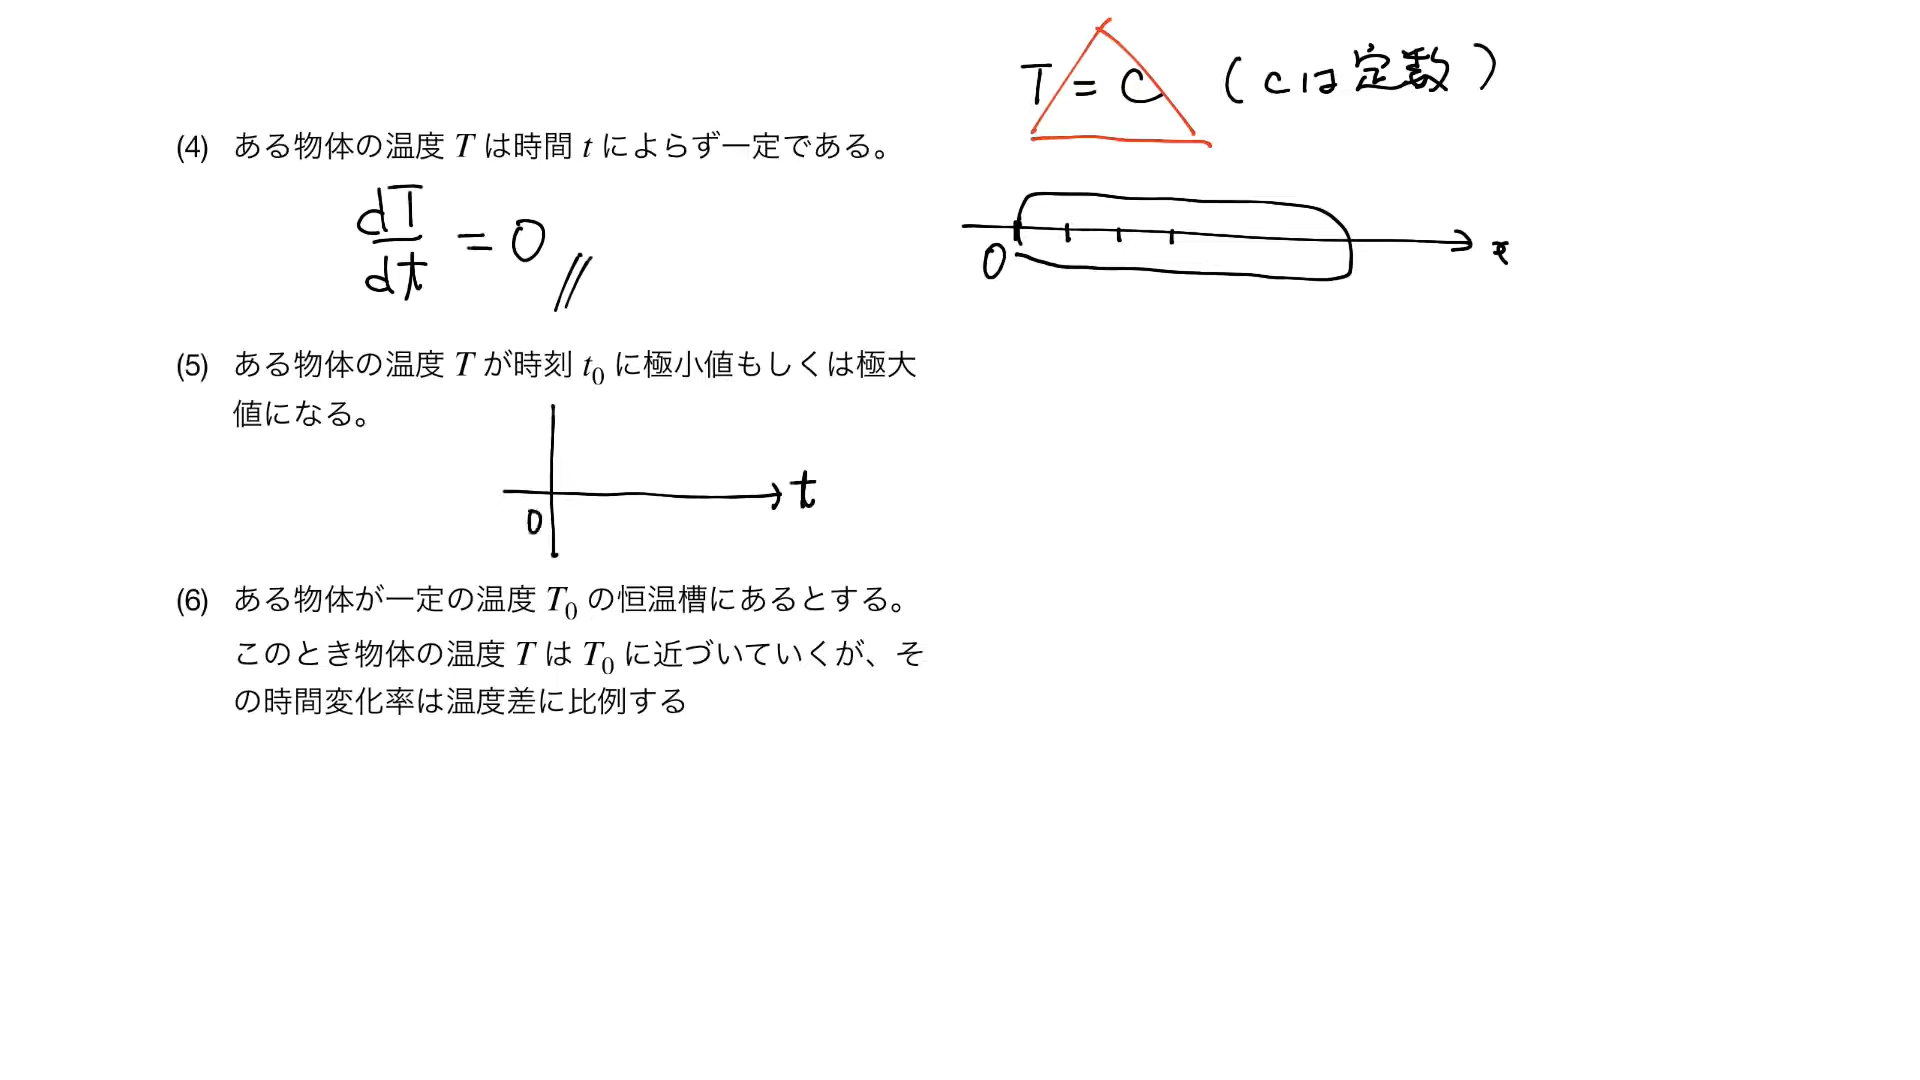 T = C (Cは定数)
(4) ある物体の温度 T は時間 t によらず一定である。
dT/dt = 0
0 x
(5) ある物体の温度 T が時刻 t₀ に極小値もしくは極大
値になる。
t
0
(6) ある物体が一定の温度 T₀ の恒温槽にあるとする。
このとき物体の温度 T は T₀ に近づいていくが、そ
の時間変化率は温度差に比例する